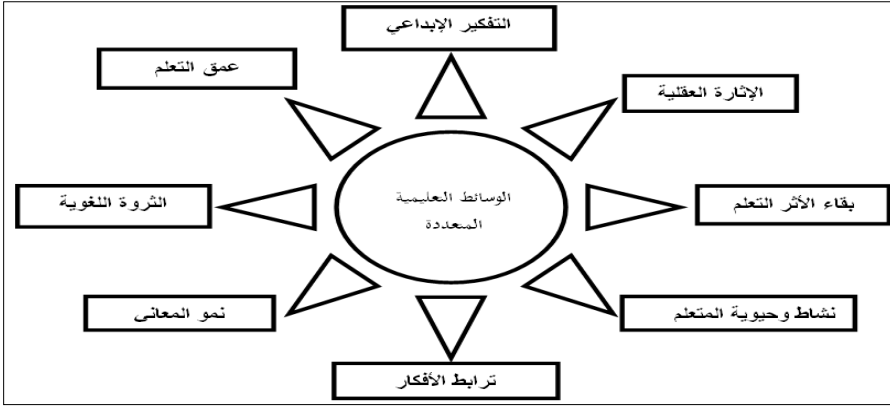 التفكير الإبداعي
عمق التعلم
الإثارة العقلية
الوسائط التعليمية
المتعددة
الثروة اللغوية
بقاء الأثر التعلم
نمو المعانى
نشاط وحيوية المتعلم
ترابط الأفكار